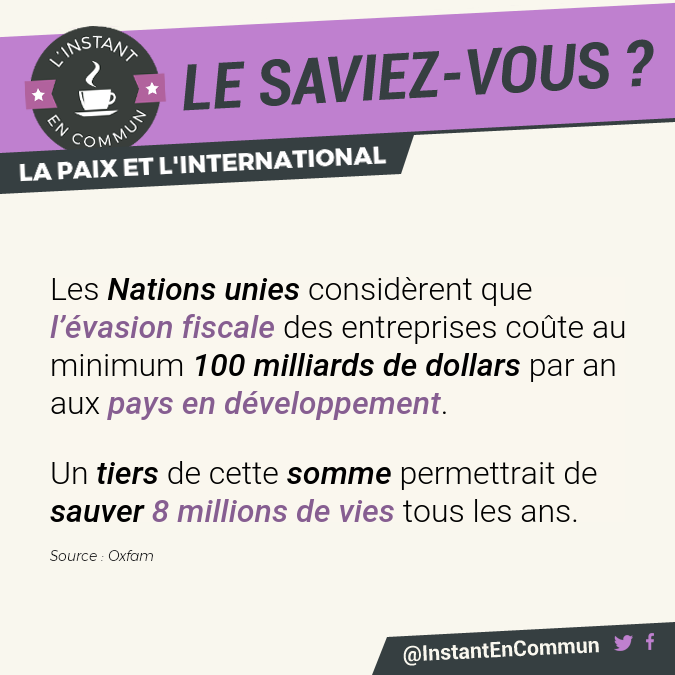 L'INSTANT
EN COMMUN
LE SAVIEZ-VOUS ?
LA PAIX ET L'INTERNATIONAL
Les Nations unies considèrent que
l’évasion fiscale des entreprises coûte au
minimum 100 milliards de dollars par an
aux pays en développement.
Un tiers de cette somme permettrait de
sauver 8 millions de vies tous les ans.
Source : Oxfam
@InstantEnCommun